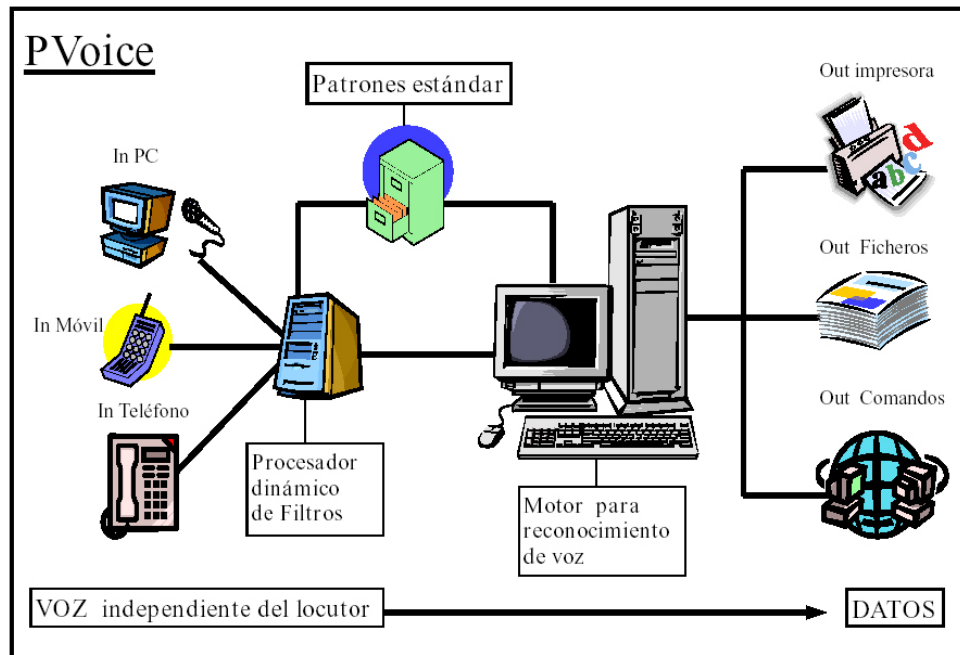 PVoice
Patrones estándar
Out impresora
abcd
In PC
Out Ficheros
In Móvil
In Teléfono
Out Comandos
Procesador
dinámico
de Filtros
Motor para
reconocimiento
de voz
VOZ independiente del locutor
DATOS